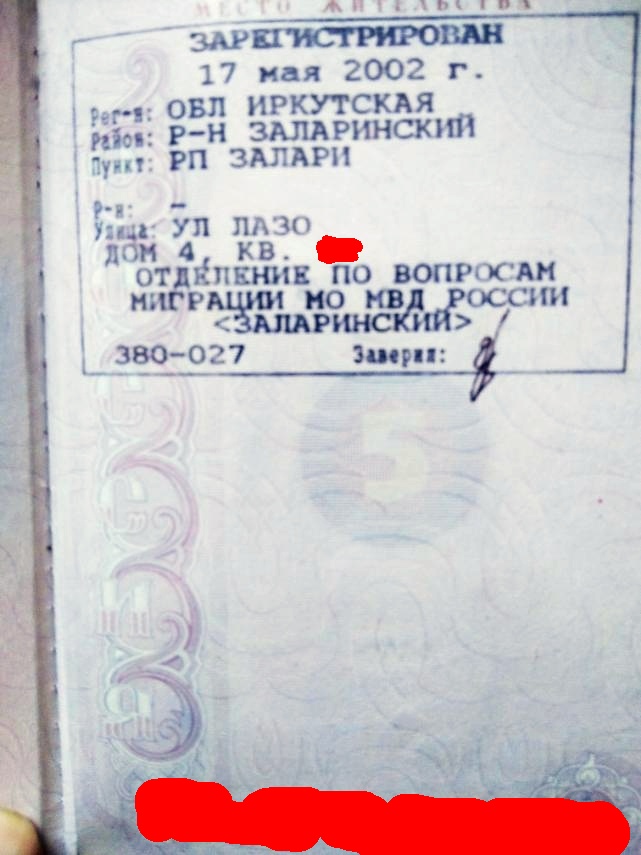 МЕСТО ЖИТЕЛЬСТВА
ЗАРЕГИСТРИРОВАН
17 мая 2002 г.
Рег-н: ОБЛ ИРКУТСКАЯ
Район: Р-Н ЗАЛАРИНСКИЙ
Пункт: РП ЗАЛАРИ
Р-н: –
Улица: УЛ ЛАЗО
ДОМ 4, КВ.
ОТДЕЛЕНИЕ ПО ВОПРОСАМ
МИГРАЦИИ МО МВД РОССИИ
<ЗАЛАРИНСКИЙ>
380-027 Заверил:
5